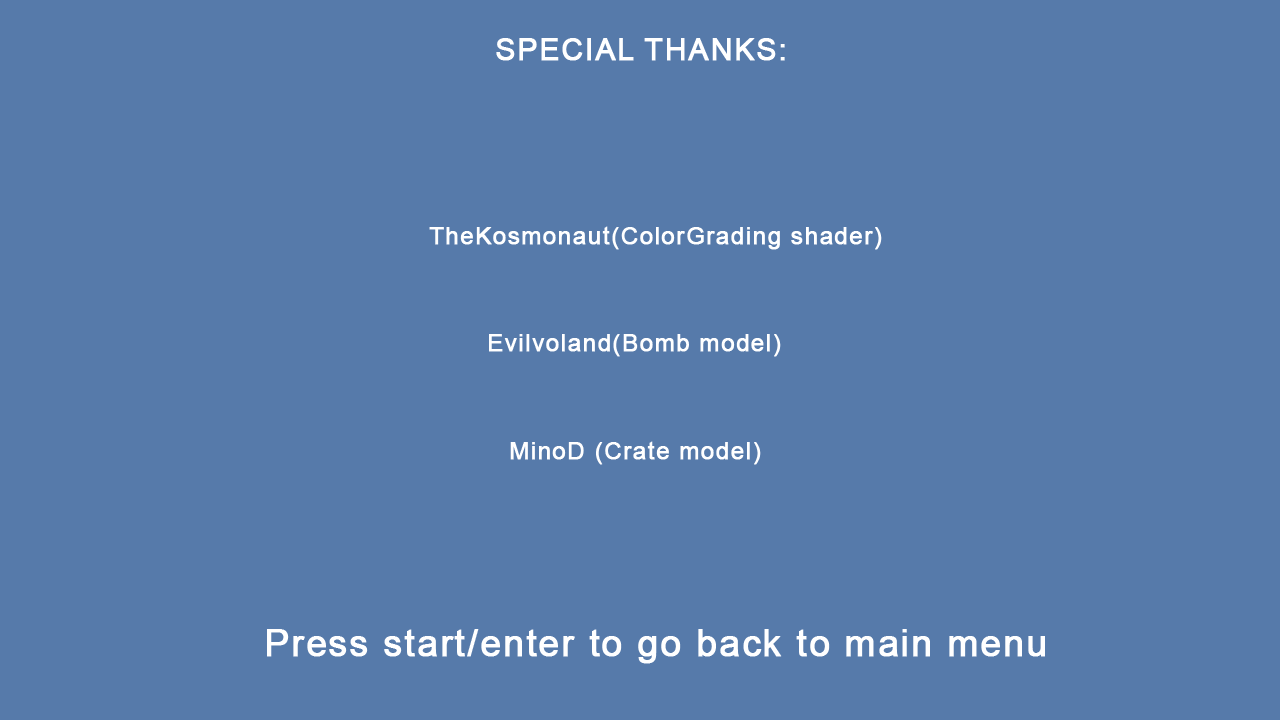 SPECIAL THANKS:
TheKosmonaut(ColorGrading shader)
Evilvoland(Bomb model)
MinoD (Crate model)
Press start/enter to go back to main menu